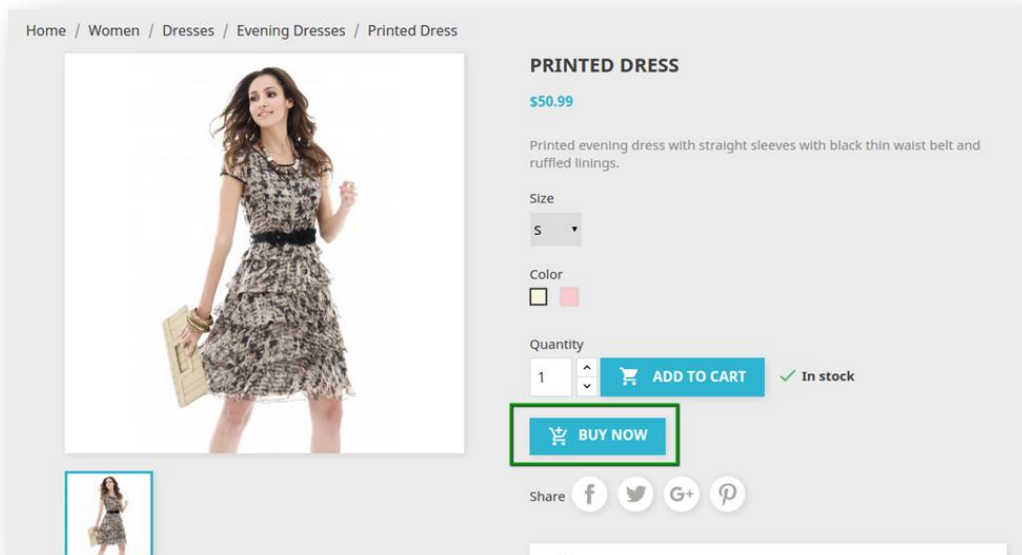 Home / Women / Dresses / Evening Dresses / Printed Dress
PRINTED DRESS
$50.99
Printed evening dress with straight sleeves with black thin waist belt and
ruffled linings.
Size
S
Color
Quantity
1
ADD TO CART
In stock
BUY NOW
Share